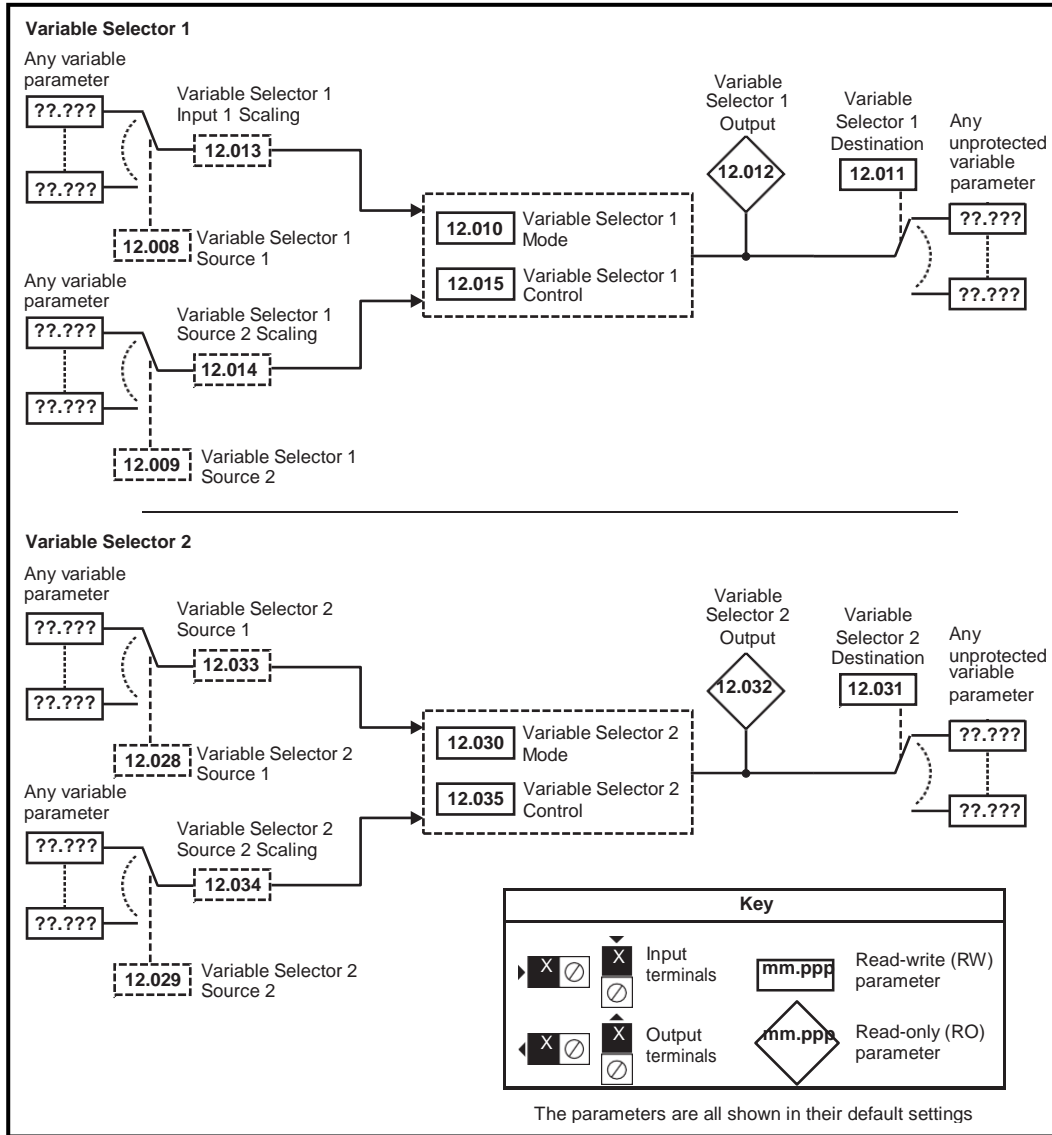 Variable Selector 1
Any variable
parameter
??.???
??.???
Variable Selector 1
Input 1 Scaling
12.013
12.008
Variable Selector 1
Source 1
Any variable
parameter
??.???
??.???
Variable Selector 1
Source 2 Scaling
12.014
12.009
Variable Selector 1
Source 2
12.010
Variable Selector 1
Mode
12.015
Variable Selector 1
Control
Variable
Selector 1
Output
12.012
Variable
Selector 1
Destination
12.011
Any
unprotected
variable
parameter
??.???
??.???
Variable Selector 2
Any variable
parameter
??.???
??.???
Variable Selector 2
Source 1
12.033
12.028
Variable Selector 2
Source 1
Any variable
parameter
??.???
??.???
Variable Selector 2
Source 2 Scaling
12.034
12.029
Variable Selector 2
Source 2
12.030
Variable Selector 2
Mode
12.035
Variable Selector 2
Control
Variable
Selector 2
Output
12.032
Variable
Selector 2
Destination
12.031
Any
unprotected
variable
parameter
??.???
??.???
Key
X
X
Input
terminals
mm.ppp
Read-write (RW)
parameter
X
X
Output
terminals
mm.ppp
Read-only (RO)
parameter
The parameters are all shown in their default settings